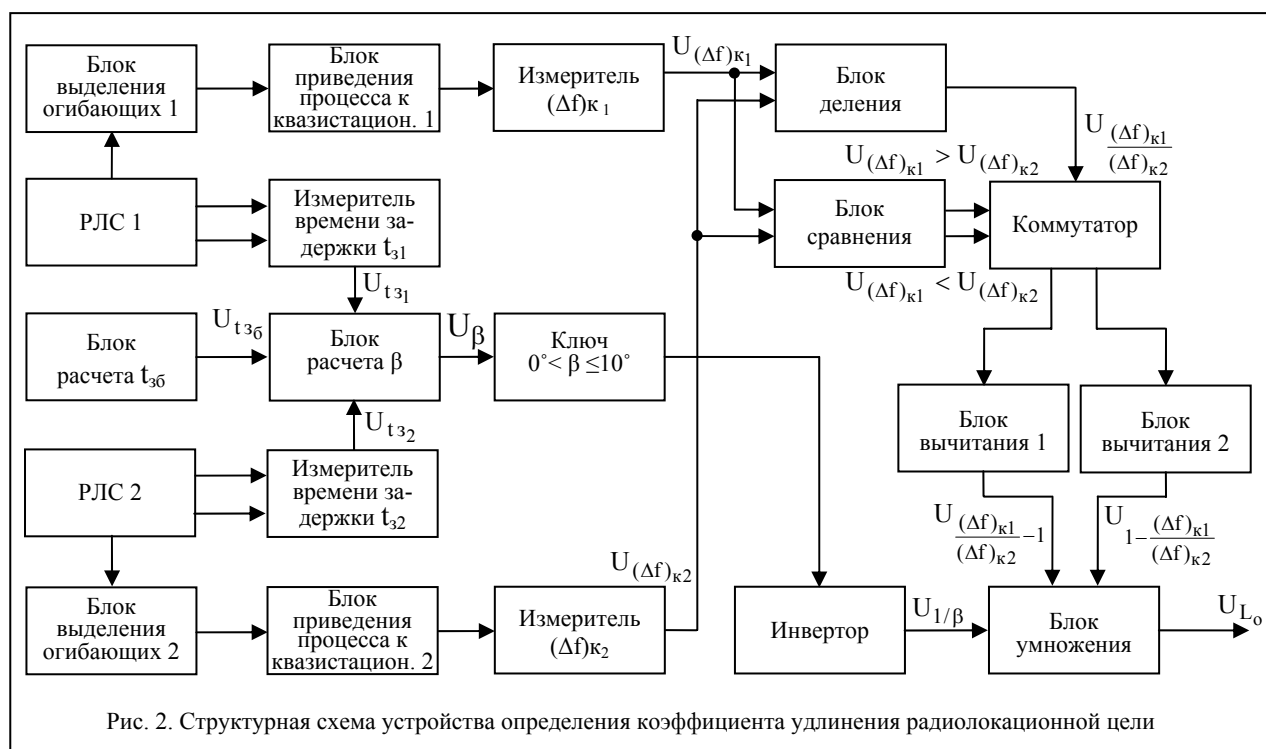 Блок
выделения
огибающих 1
Блок
приведения
процесса к
квазистацион. 1
Измеритель
(Δf)к 1
U(Δf)к1
Блок
деления
U (Δf)к1/(Δf)к2
РЛС 1
Измеритель
времени за-
держки tз1
U(Δf)к1 > U(Δf)к2
Блок
сравнения
U(Δf)к1 < U(Δf)к2
Коммутатор
Utз1
Блок
расчета tзб
Utзб
Блок
расчета β
Uβ
Ключ
0˚< β ≤10˚
Utз2
Блок
вычитания 1
Блок
вычитания 2
РЛС 2
Измеритель
времени за-
держки tз2
U (Δf)к1/(Δf)к2 −1
U 1− (Δf)к1/(Δf)к2
Блок
выделения
огибающих 2
Блок
приведения
процесса к
квазистацион. 2
Измеритель
(Δf)к2
U(Δf)к2
Инвертор
U1/β
Блок
умножения
ULo
Рис. 2. Структурная схема устройства определения коэффициента удлинения радиолокационной цели